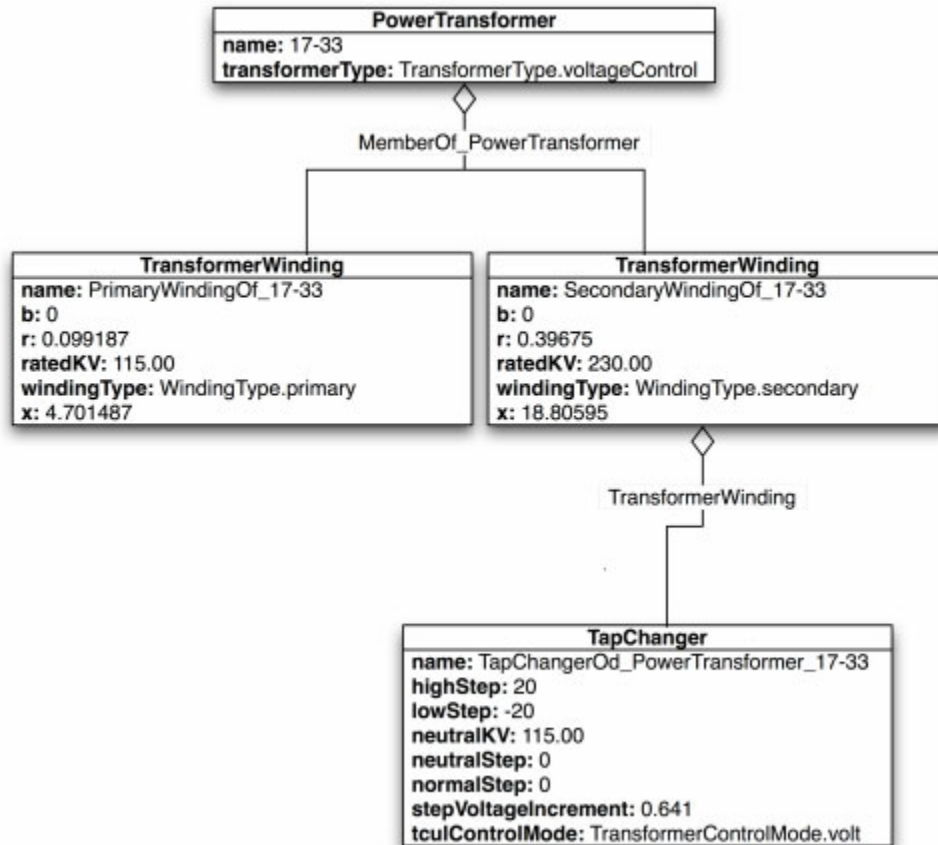 PowerTransformer
name: 17-33
transformerType: TransformerType.voltageControl
MemberOf_PowerTransformer
TransformerWinding
name: PrimaryWindingOf_17-33
b: 0
r: 0.099187
ratedKV: 115.00
windingType: WindingType.primary
x: 4.701487
TransformerWinding
name: SecondaryWindingOf_17-33
b: 0
r: 0.39675
ratedKV: 230.00
windingType: WindingType.secondary
x: 18.80595
TransformerWinding
TapChanger
name: TapChangerOd_PowerTransformer_17-33
highStep: 20
lowStep: -20
neutralKV: 115.00
neutralStep: 0
normalStep: 0
stepVoltageIncrement: 0.641
tculControlMode: TransformerControlMode.volt